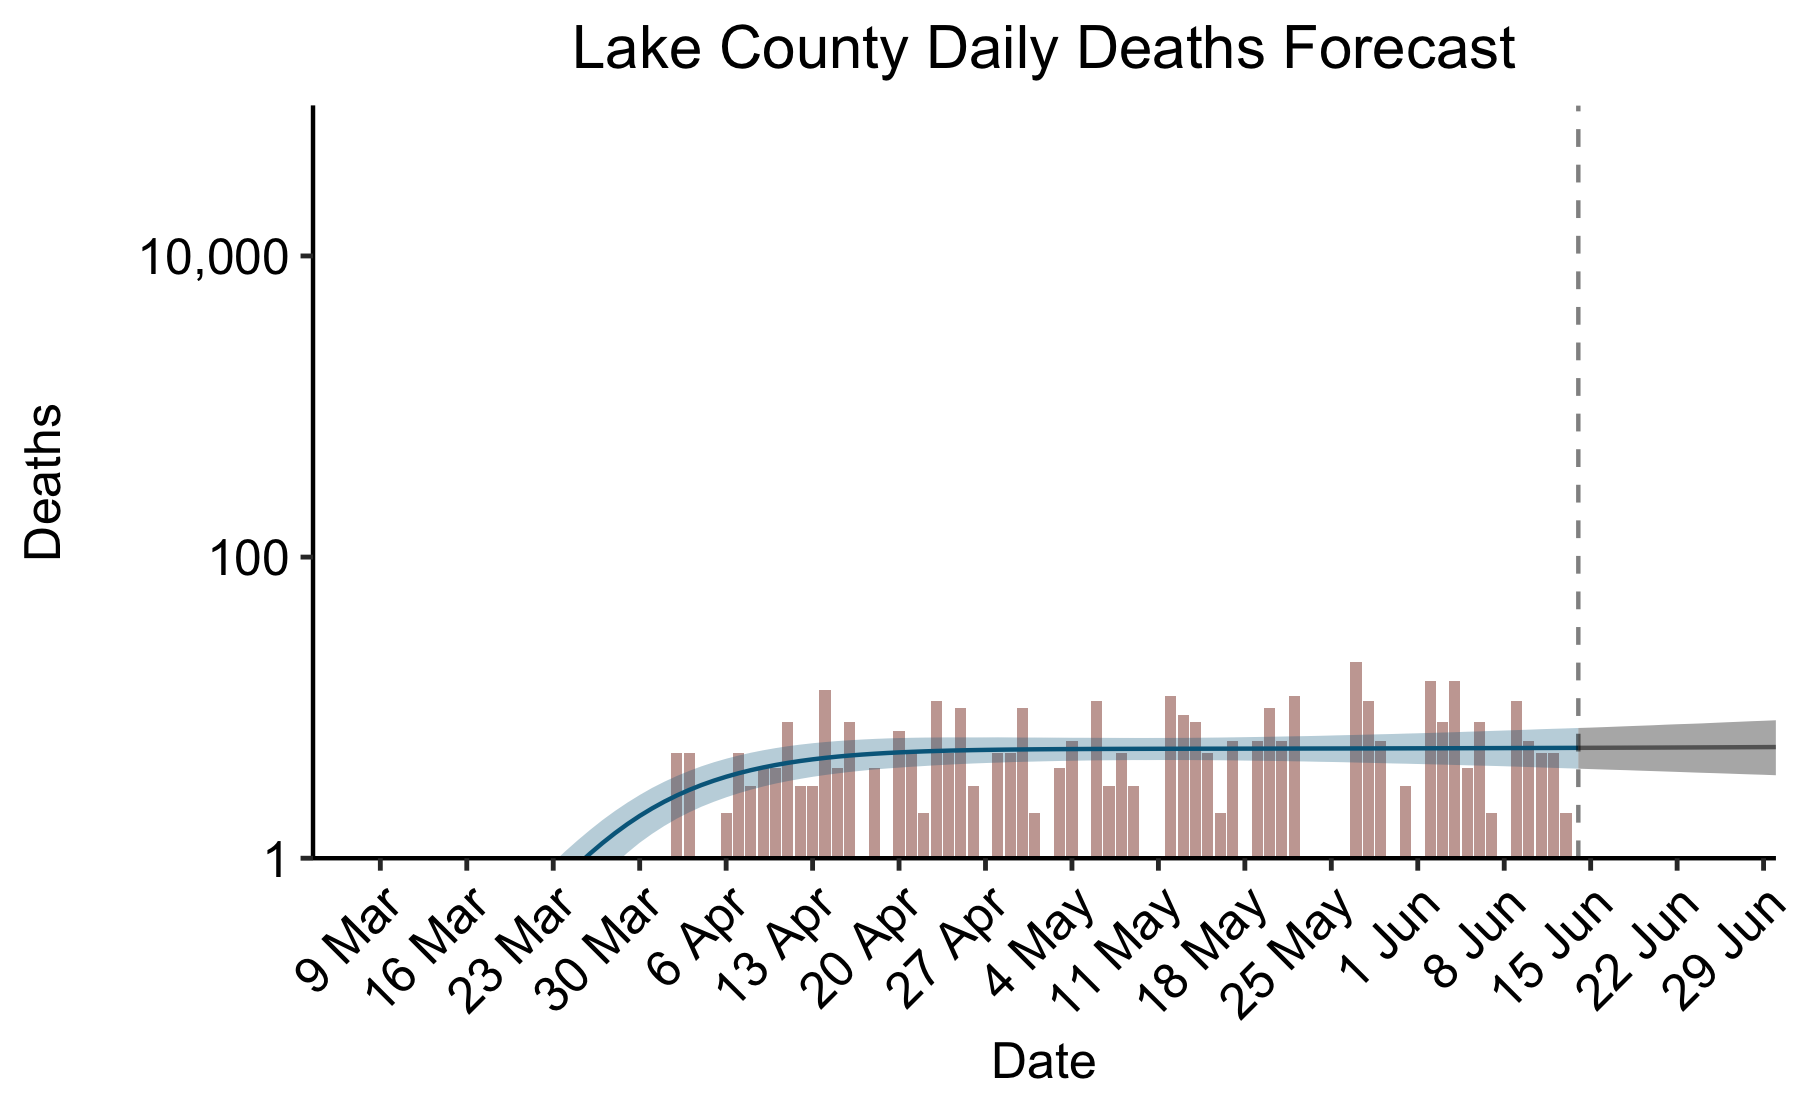 Lake County Daily Deaths Forecast
10,000
100
1
Deaths
9 Mar
16 Mar
23 Mar
30 Mar
6 Apr
13 Apr
20 Apr
27 Apr
4 May
11 May
18 May
25 May
1 Jun
8 Jun
15 Jun
22 Jun
29 Jun
Date